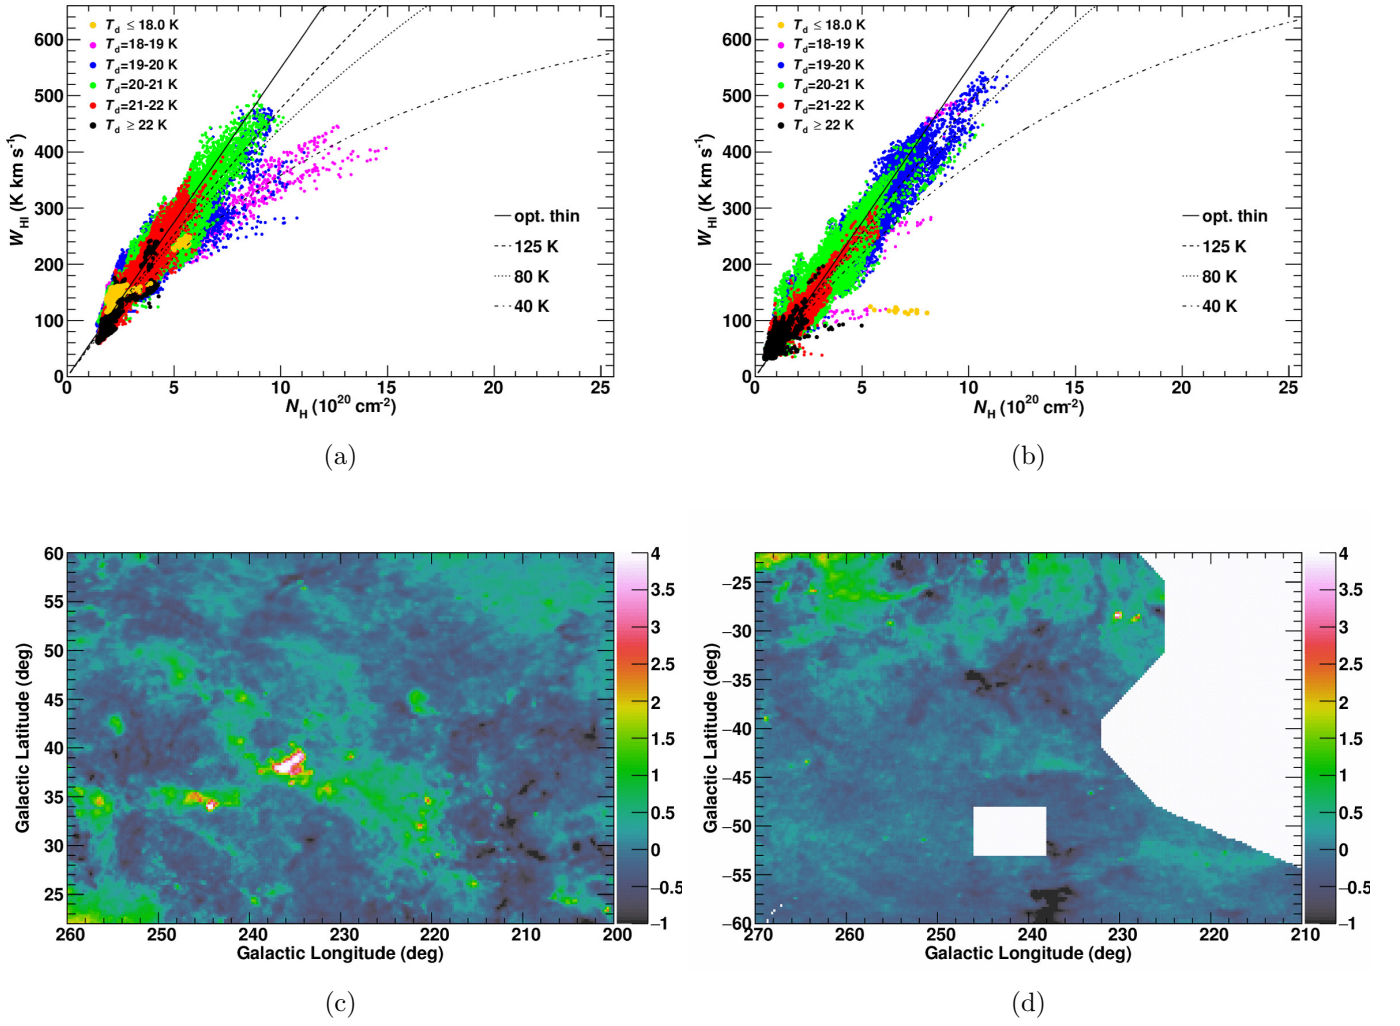 T_d ≤ 18.0 K
T_d=18-19 K
T_d=19-20 K
T_d=20-21 K
T_d=21-22 K
T_d ≥ 22 K
opt. thin
125 K
80 K
40 K
600
500
400
300
200
100
0
W_HI (K km s⁻¹)
0 5 10 15 20 25
N_H (10²⁰ cm⁻²)
(a)
T_d ≤ 18.0 K
T_d=18-19 K
T_d=19-20 K
T_d=20-21 K
T_d=21-22 K
T_d ≥ 22 K
opt. thin
125 K
80 K
40 K
600
500
400
300
200
100
0
W_HI (K km s⁻¹)
0 5 10 15 20 25
N_H (10²⁰ cm⁻²)
(b)
60
55
50
45
40
35
30
25
Galactic Latitude (deg)
260 250 240 230 220 210 200
Galactic Longitude (deg)
4
3.5
3
2.5
2
1.5
1
0.5
0
−0.5
−1
(c)
−25
−30
−35
−40
−45
−50
−55
−60
Galactic Latitude (deg)
270 260 250 240 230 220 210
Galactic Longitude (deg)
4
3.5
3
2.5
2
1.5
1
0.5
0
−0.5
−1
(d)